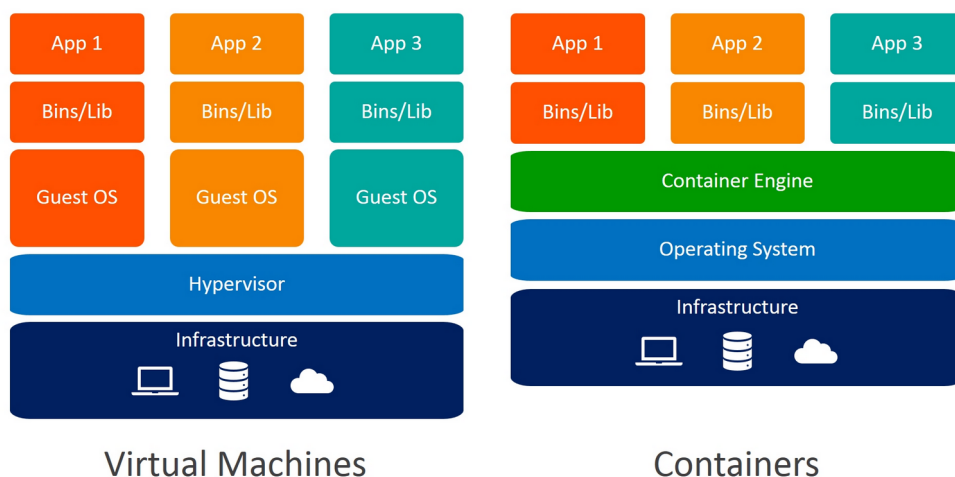 App 1
App 2
App 3
Bins/Lib
Bins/Lib
Bins/Lib
Guest OS
Guest OS
Guest OS
Hypervisor
Infrastructure
Virtual Machines
App 1
App 2
App 3
Bins/Lib
Bins/Lib
Bins/Lib
Container Engine
Operating System
Infrastructure
Containers